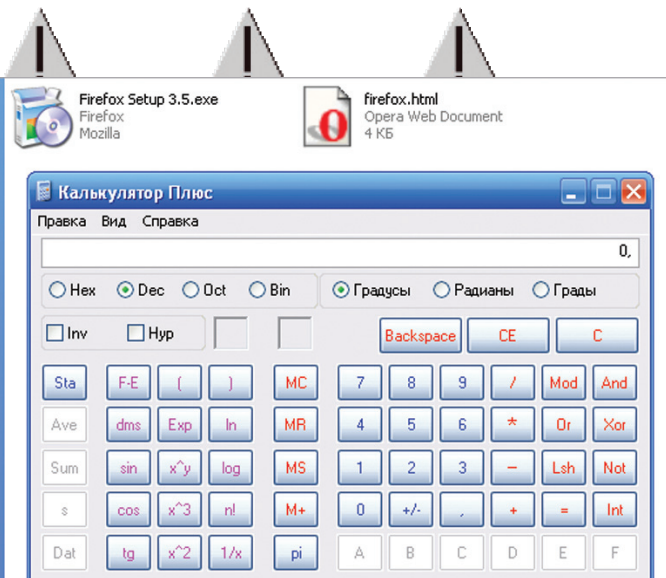 Firefox Setup 3.5.exe
Firefox
Mozilla
firefox.html
Opera Web Document
4 КБ
Калькулятор Плюс
Правка Вид Справка
0,
Hex Dec Oct Bin Градусы Радианы Грады
Inv Hyp Backspace CE C
Sta F-E ( ) MC 7 8 9 / Mod And
Ave dms Exp ln MR 4 5 6 * Or Xor
Sum sin x^y log MS 1 2 3 - Lsh Not
s cos x^3 n! M+ 0 +/- , + = Int
Dat tg x^2 1/x pi A B C D E F